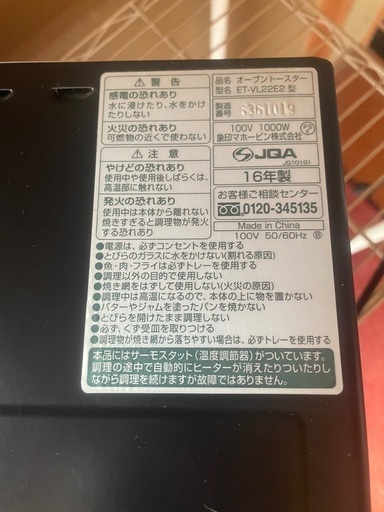 ⚠ 警告
感電の恐れあり
水に浸けたり、水をかけ
たりしない
火災の恐れあり
可燃物の近くで使わない
⚠ 注意
やけどの恐れあり
使用中や使用後しばらくは、
高温部に触れない
発火の恐れあり
使用中は本体から離れない
焼きすぎると調理物が発火
する恐れあり
品名 オーブントースター
型名 ET-VL22E2 型
製造番号 6361019
100V 1000W
象印マホービン株式会社
JQA
JQ10191
16年製
お客様ご相談センター
0120-345135
Made in China
100V 50/60Hz Ⓑ
●電源は、必ずコンセントを使用する
●とびらのガラスに水をかけない(割れる原因)
●魚・肉・フライは必ずトレーを使用する
●調理以外の目的で使用しない
●焼き網をはずして使用しない(火災の原因)
●調理中は高温になるので、本体の上に物を置かない
●バターやジャムを塗ったパンを焼かない
●とびらを開けたまま調理しない
●必ず、くず受皿を取り付ける
●調理物が焼き網から落ちやすい場合は、必ずトレーを使用する
本品にはサーモスタット(温度調節器)がついています。
調理の途中で自動的にヒーターが消えたりついたりし
ながら調理を続けますが故障ではありません。